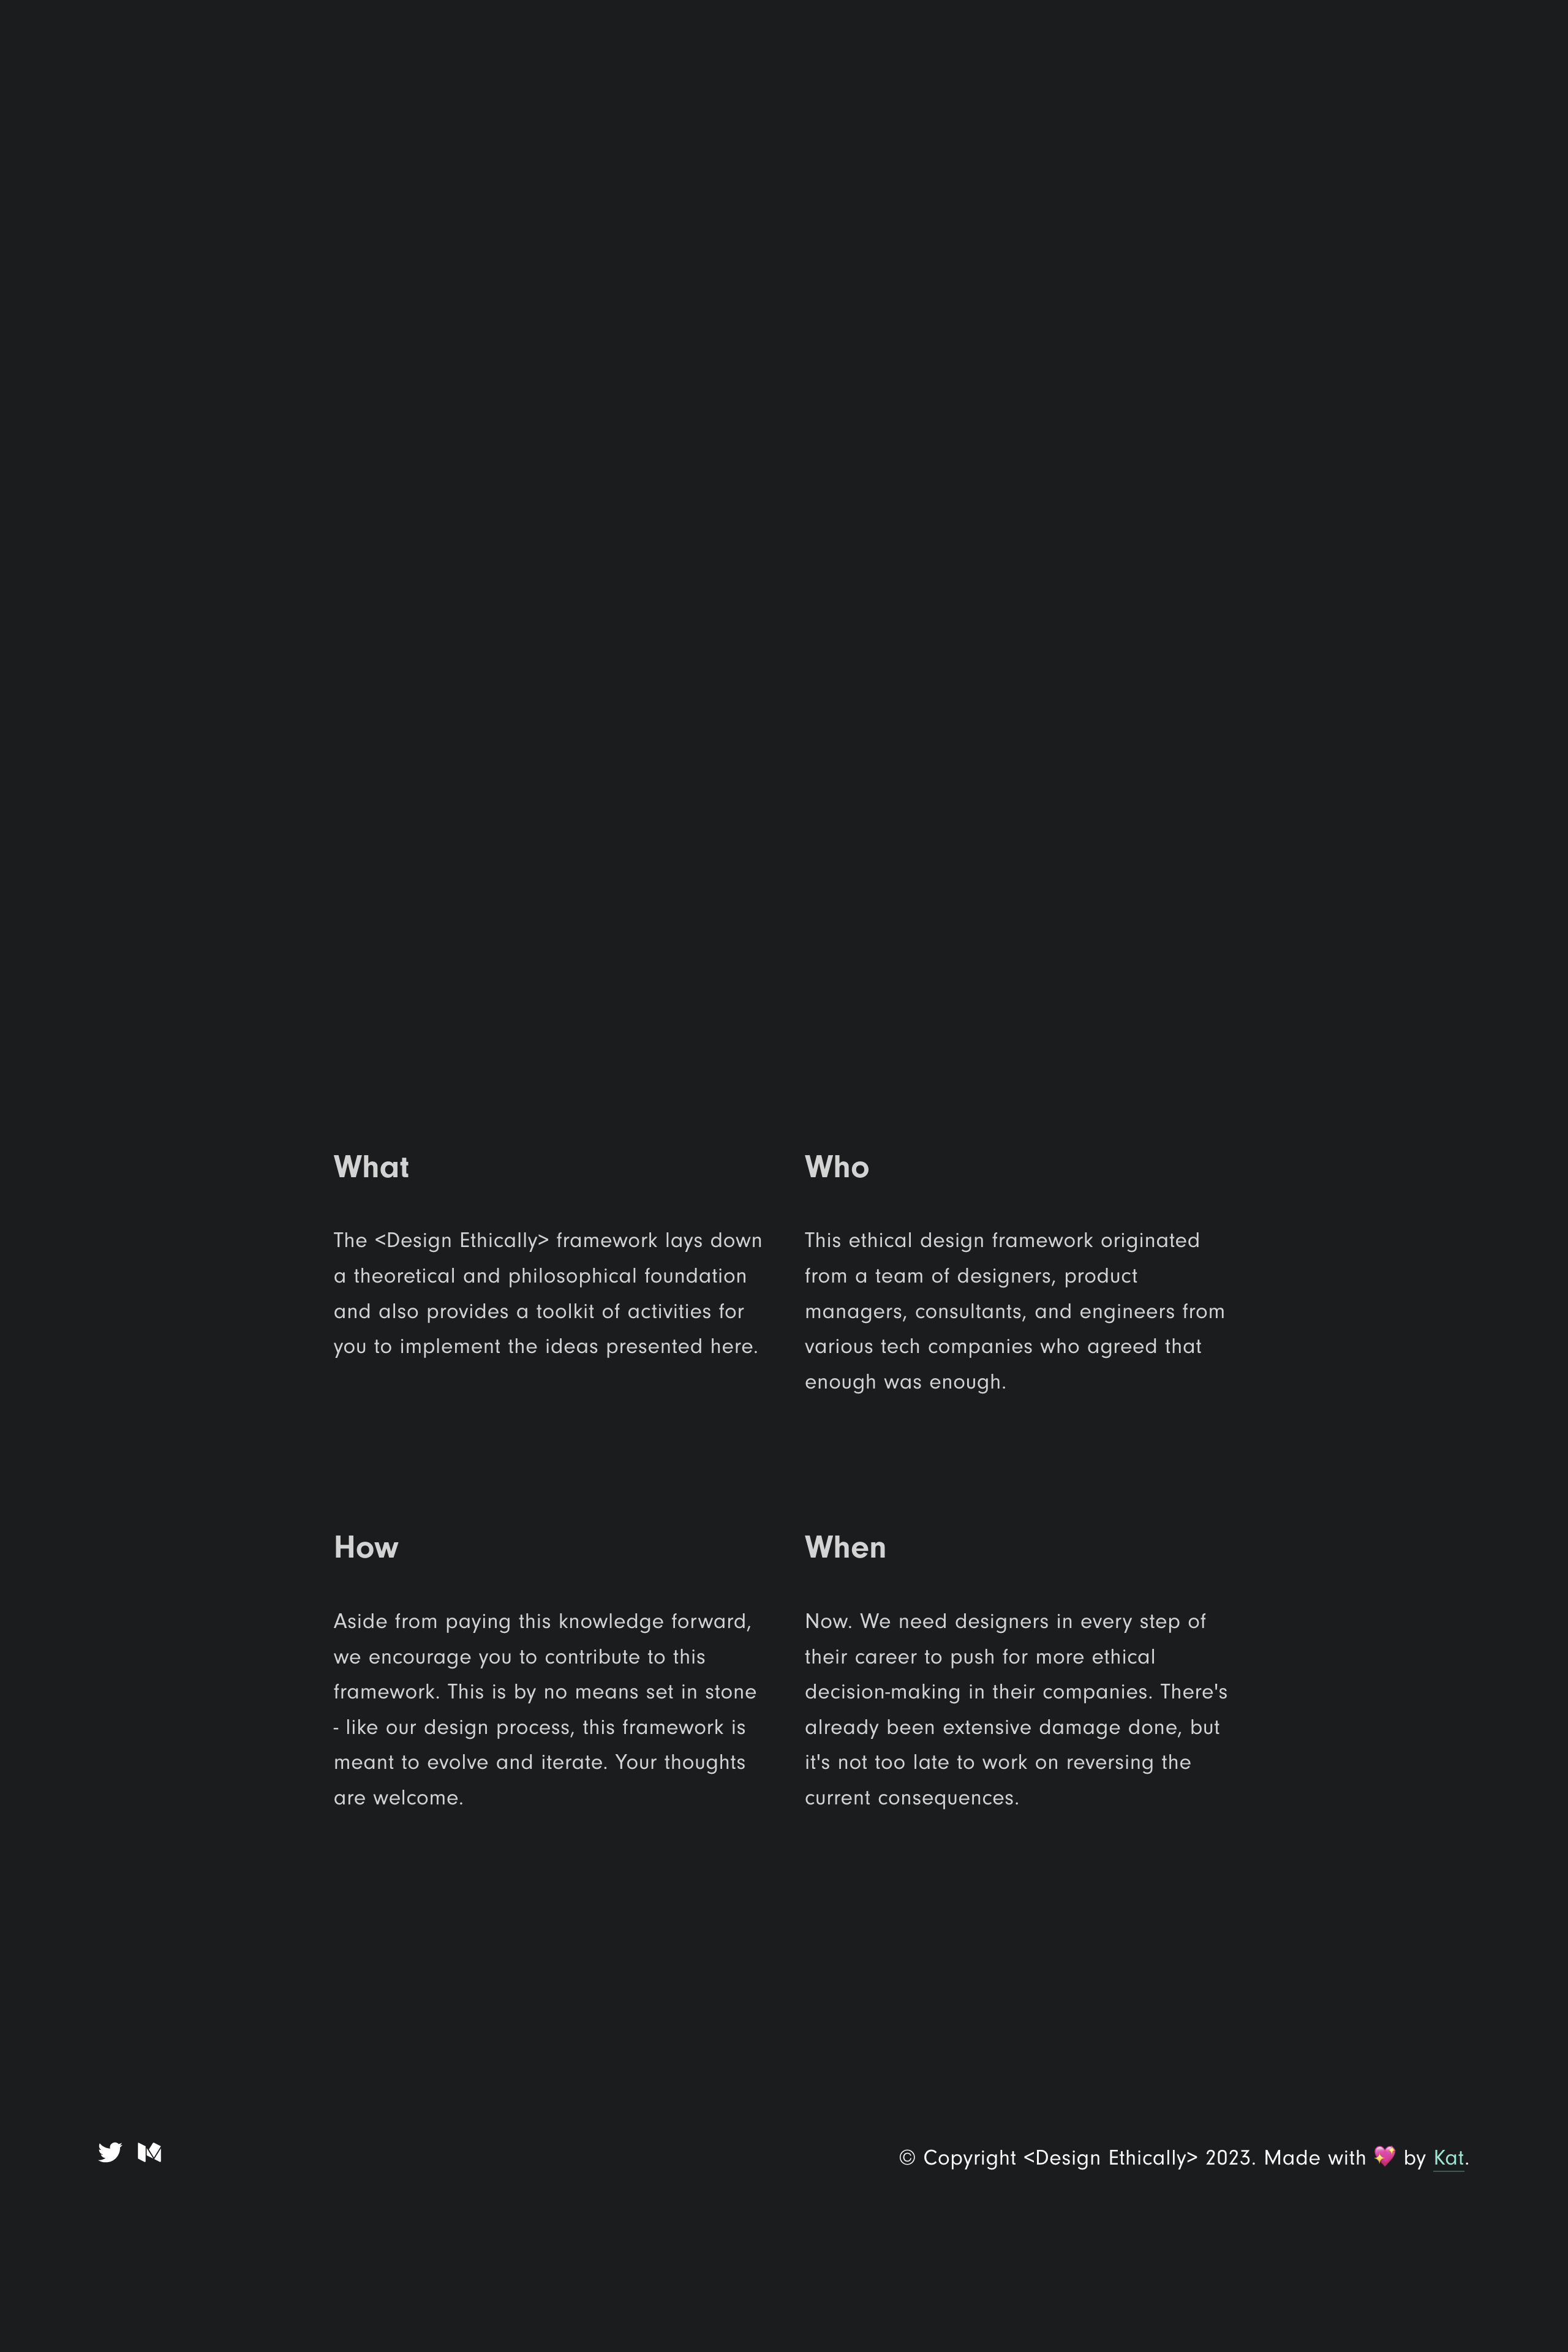 What
The <Design Ethically> framework lays down
a theoretical and philosophical foundation
and also provides a toolkit of activities for
you to implement the ideas presented here.
Who
This ethical design framework originated
from a team of designers, product
managers, consultants, and engineers from
various tech companies who agreed that
enough was enough.
How
Aside from paying this knowledge forward,
we encourage you to contribute to this
framework. This is by no means set in stone
- like our design process, this framework is
meant to evolve and iterate. Your thoughts
are welcome.
When
Now. We need designers in every step of
their career to push for more ethical
decision-making in their companies. There's
already been extensive damage done, but
it's not too late to work on reversing the
current consequences.
© Copyright <Design Ethically> 2023. Made with 💖 by Kat.